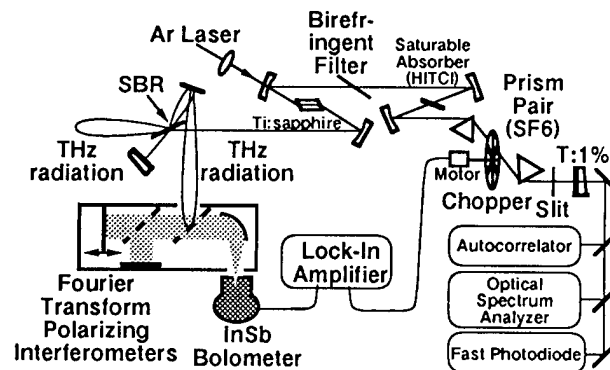 Ar Laser
Birefr-
ingent
Filter
Saturable
Absorber
(HITCI)
Prism
Pair
(SF6)
SBR
Ti:sapphire
THz
radiation
THz
radiation
Motor
Chopper
Slit
T:1%
Lock-In
Amplifier
Autocorrelator
Optical
Spectrum
Analyzer
Fast Photodiode
Fourier
Transform
Polarizing
Interferometers
InSb
Bolometer